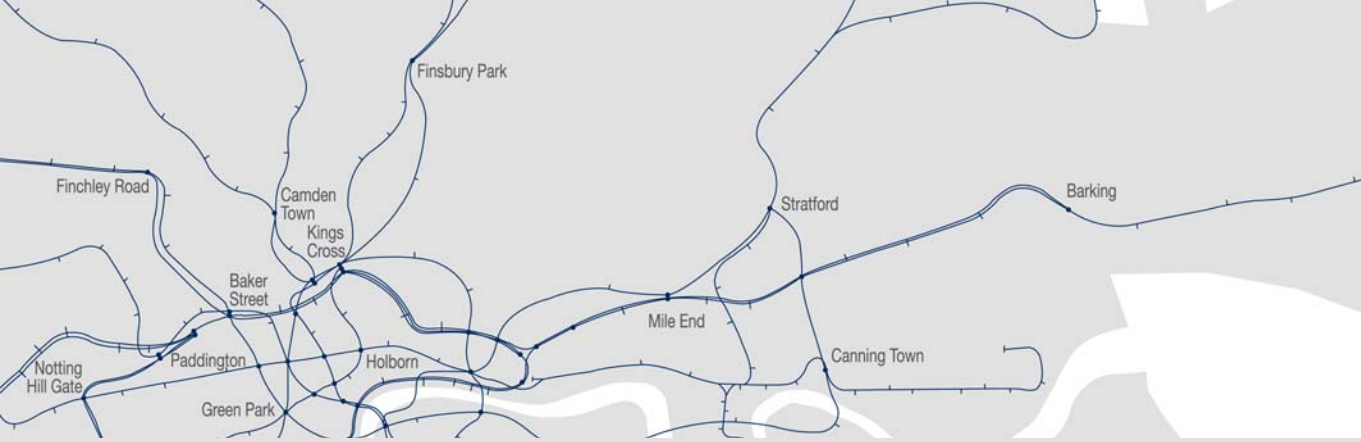 Finsbury Park
Finchley Road
Camden
Town
Kings
Cross
Stratford
Barking
Baker
Street
Mile End
Notting
Hill Gate
Paddington
Holborn
Canning Town
Green Park